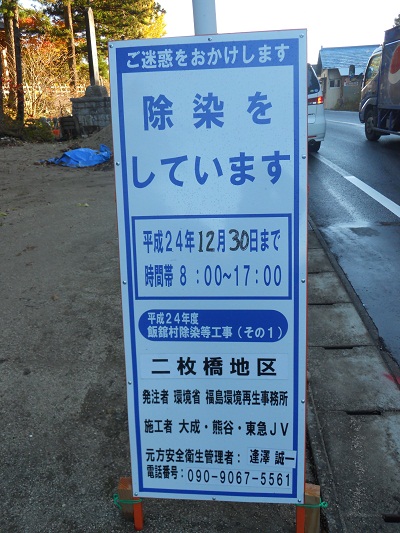 ご迷惑をおかけします
除染を
しています
平成24年12月30日まで
時間帯8:00~17:00
平成24年度
飯舘村除染等工事(その1)
二枚橋地区
発注者 環境省 福島環境再生事務所
施工者 大成・熊谷・東急JV
元方安全衛生管理者: 逢澤 誠一
電話番号:090-9067-5561